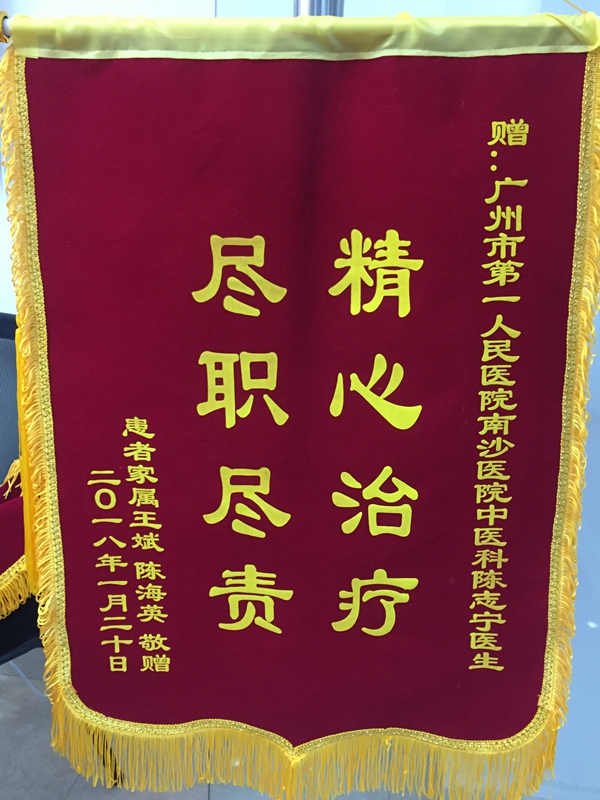 赠:广州市第一人民医院南沙医院中医科陈志宁医生
精心治疗
尽职尽责
患者家属王斌 陈海英 敬赠
二〇一八年一月二十日